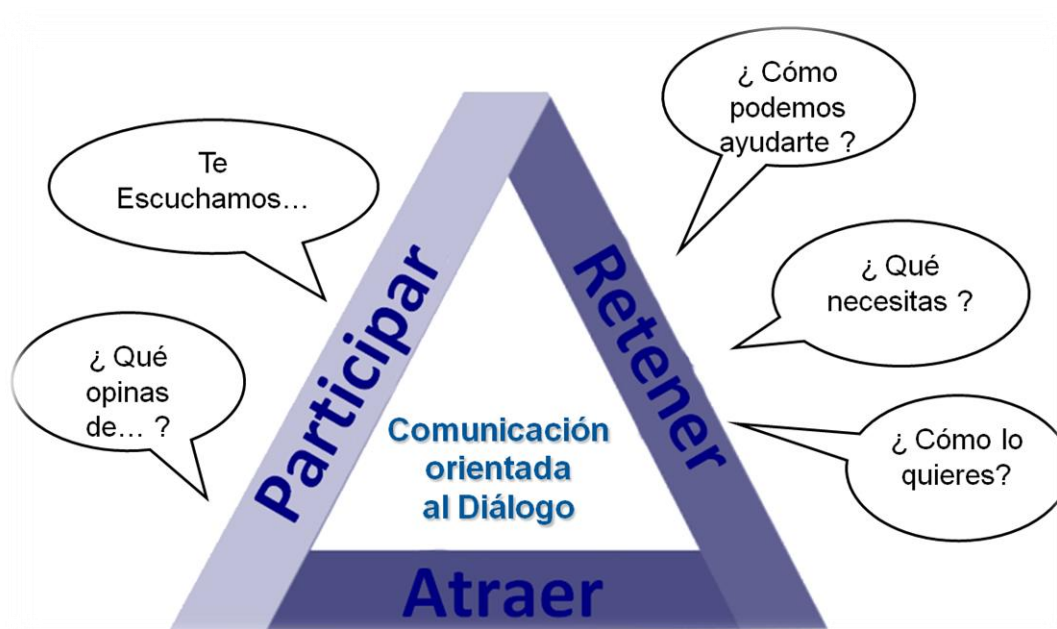 ¿ Cómo
podemos
ayudarte ?
Te
Escuchamos…
¿ Qué
necesitas ?
¿ Qué
opinas
de… ?
¿ Cómo lo
quieres?
Participar
Retener
Comunicación
orientada
al Diálogo
Atraer